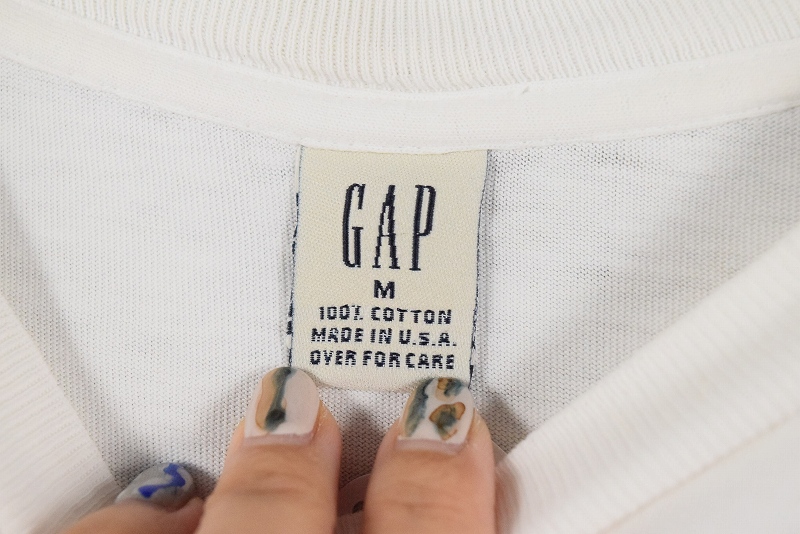 GAP
M
100% COTTON
MADE IN U.S.A.
OVER FOR CARE